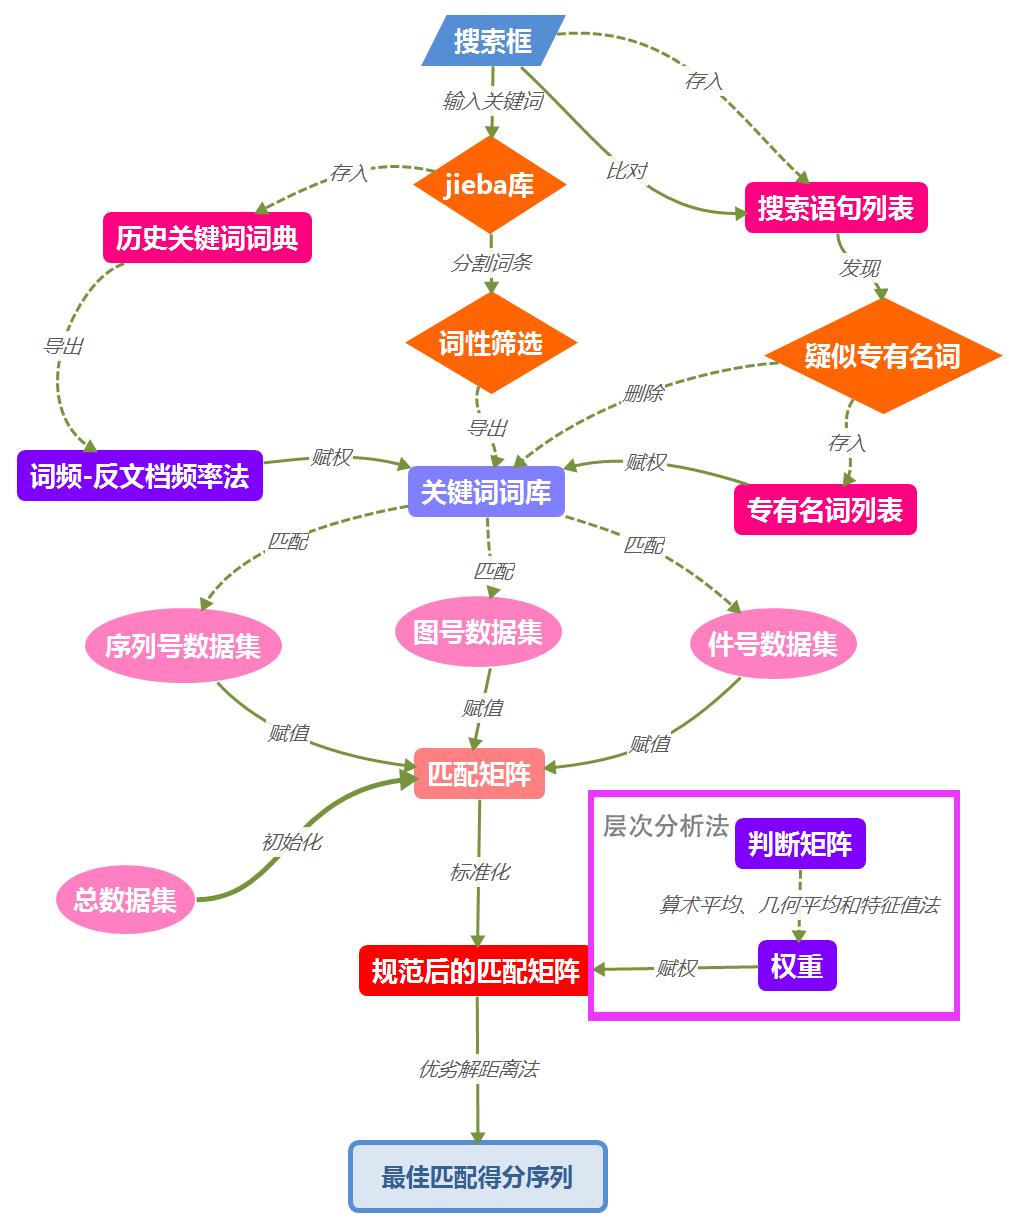 搜索框
存入
输入关键词
比对
存入
jieba库
搜索语句列表
历史关键词词典
分割词条
发现
导出
词性筛选
疑似专有名词
删除
导出
存入
词频-反文档频率法
赋权
关键词词库
赋权
专有名词列表
匹配
匹配
匹配
序列号数据集
图号数据集
件号数据集
赋值
赋值
赋值
匹配矩阵
初始化
总数据集
层次分析法
判断矩阵
标准化
算术平均、几何平均和特征值法
规范后的匹配矩阵
赋权
权重
优劣解距离法
最佳匹配得分序列